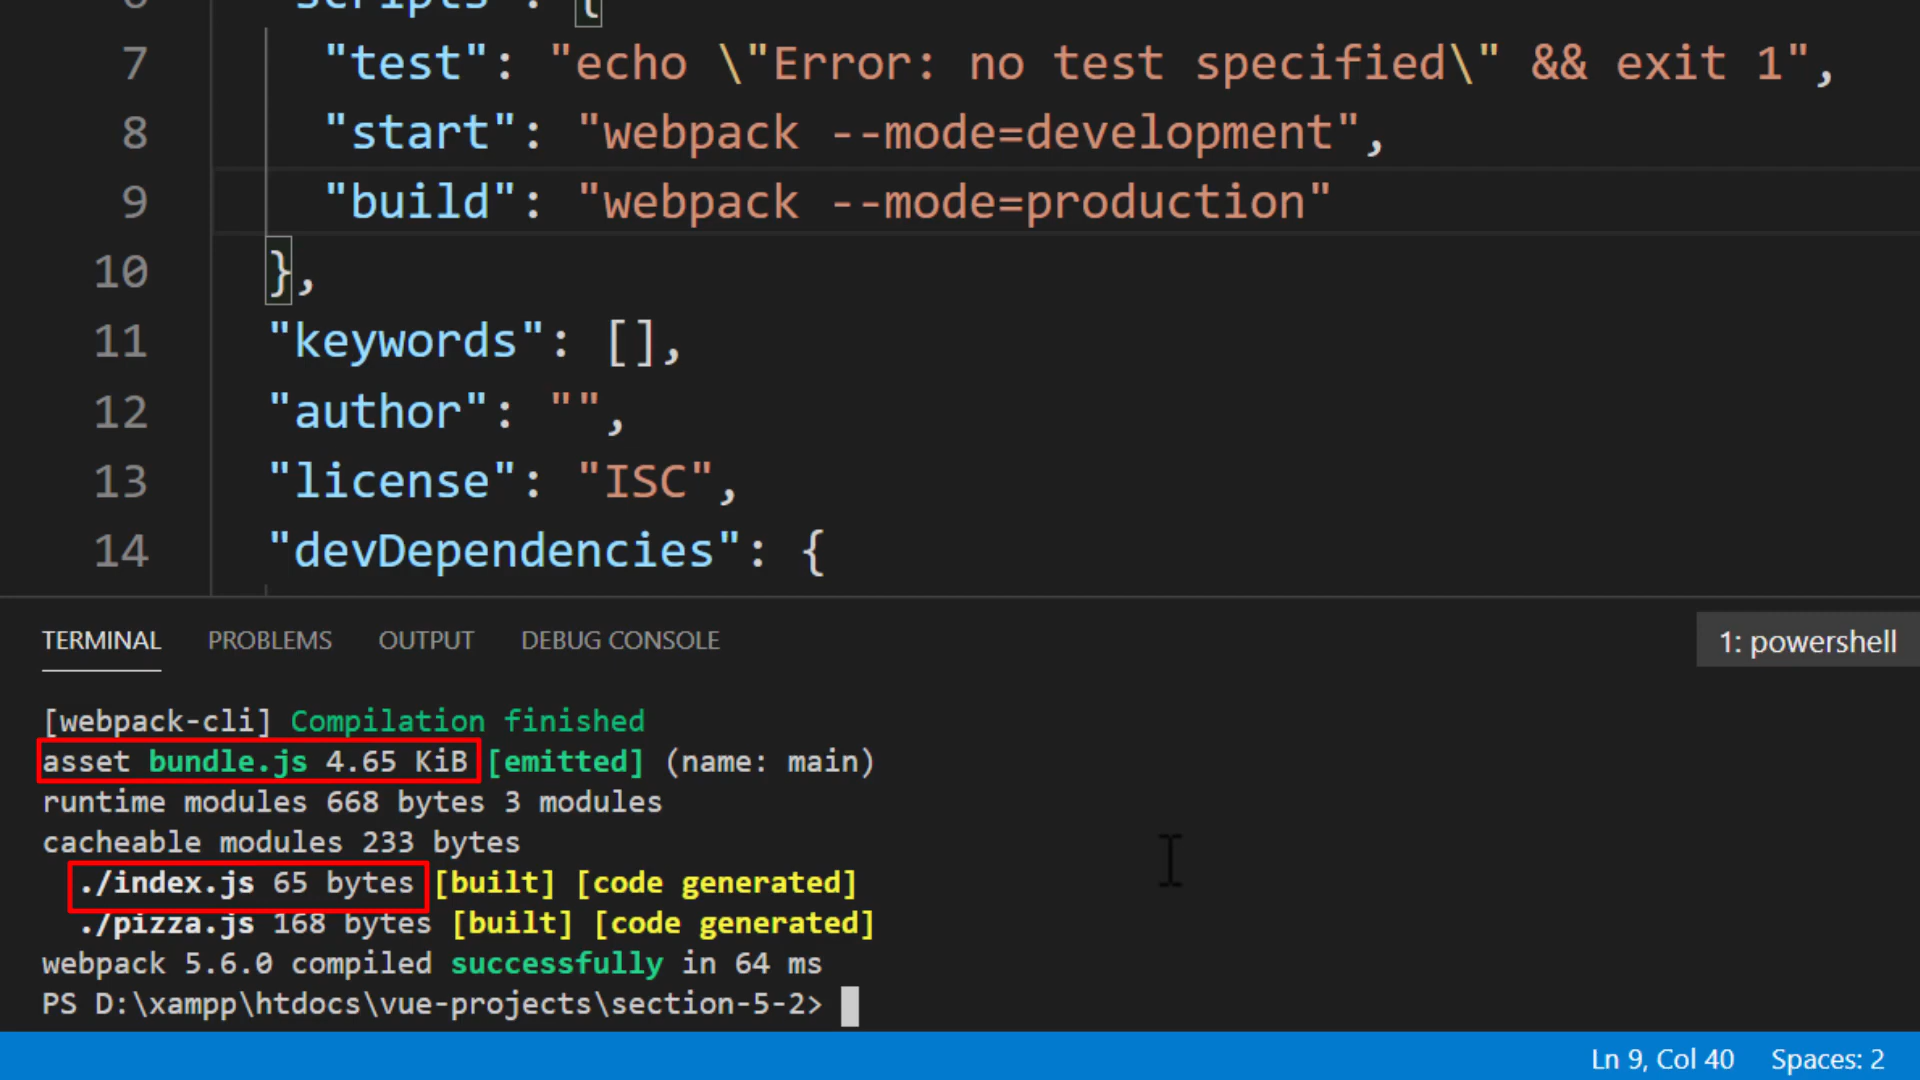 6 "scripts": {
7 "test": "echo \"Error: no test specified\" && exit 1",
8 "start": "webpack --mode=development",
9 "build": "webpack --mode=production"
10 },
11 "keywords": [],
12 "author": "",
13 "license": "ISC",
14 "devDependencies": {
TERMINAL PROBLEMS OUTPUT DEBUG CONSOLE 1: powershell
[webpack-cli] Compilation finished
asset bundle.js 4.65 KiB [emitted] (name: main)
runtime modules 668 bytes 3 modules
cacheable modules 233 bytes
./index.js 65 bytes [built] [code generated]
./pizza.js 168 bytes [built] [code generated]
webpack 5.6.0 compiled successfully in 64 ms
PS D:\xampp\htdocs\vue-projects\section-5-2>
Ln 9, Col 40 Spaces: 2